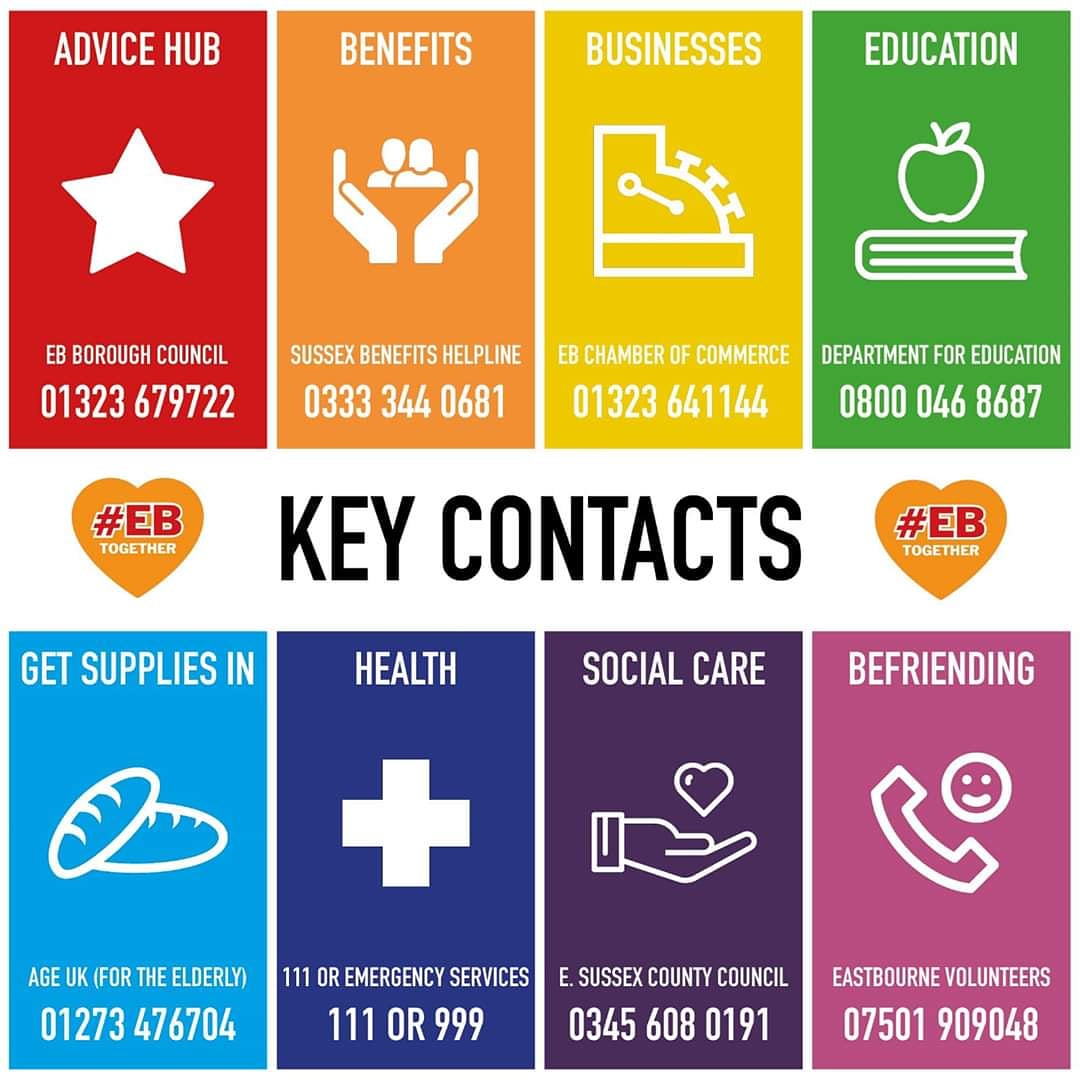 ADVICE HUB
EB BOROUGH COUNCIL
01323 679722
BENEFITS
SUSSEX BENEFITS HELPLINE
0333 344 0681
BUSINESSES
EB CHAMBER OF COMMERCE
01323 641144
EDUCATION
DEPARTMENT FOR EDUCATION
0800 046 8687
#EB
TOGETHER
KEY CONTACTS
#EB
TOGETHER
GET SUPPLIES IN
AGE UK (FOR THE ELDERLY)
01273 476704
HEALTH
111 OR EMERGENCY SERVICES
111 OR 999
SOCIAL CARE
E. SUSSEX COUNTY COUNCIL
0345 608 0191
BEFRIENDING
EASTBOURNE VOLUNTEERS
07501 909048